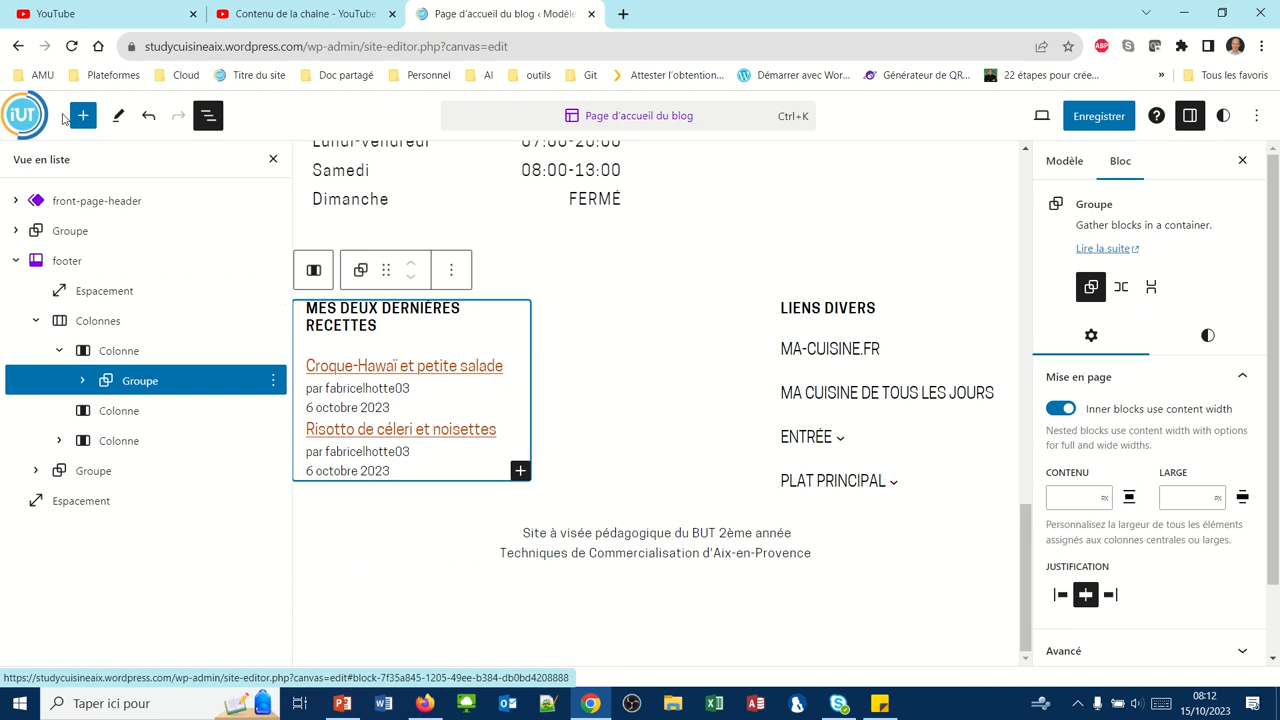 YouTube
Contenu de la chaîne - YouTube
Page d'accueil du blog ‹ Modèle
studycuisineaix.wordpress.com/wp-admin/site-editor.php?canvas=edit
AMU
Plateformes
Cloud
Titre du site
Doc partagé
Personnel
AI
outils
Git
Attester l'obtention...
Démarrer avec Wor...
Générateur de QR...
22 étapes pour crée...
»
Tous les favoris
iUT
Page d'accueil du blog
Ctrl+K
Enregistrer
Vue en liste
front-page-header
Groupe
footer
Espacement
Colonnes
Colonne
Groupe
Colonne
Colonne
Groupe
Espacement
Lundi-Vendredi 07:00-20:00
Samedi 08:00-13:00
Dimanche FERMÉ
MES DEUX DERNIÈRES
RECETTES
Croque-Hawaï et petite salade
par fabricelhotte03
6 octobre 2023
Risotto de céleri et noisettes
par fabricelhotte03
6 octobre 2023
LIENS DIVERS
MA-CUISINE.FR
MA CUISINE DE TOUS LES JOURS
ENTRÉE
PLAT PRINCIPAL
Site à visée pédagogique du BUT 2ème année
Techniques de Commercialisation d'Aix-en-Provence
Modèle
Bloc
Groupe
Gather blocks in a container.
Lire la suite
Mise en page
Inner blocks use content width
Nested blocks use content width with options
for full and wide widths.
CONTENU
LARGE
PX
PX
Personnalisez la largeur de tous les éléments
assignés aux colonnes centrales ou larges.
JUSTIFICATION
Avancé
https://studycuisineaix.wordpress.com/wp-admin/site-editor.php?canvas=edit#block-7f35a845-1205-49ee-b384-db0bd4208888
Taper ici pour
08:12
15/10/2023